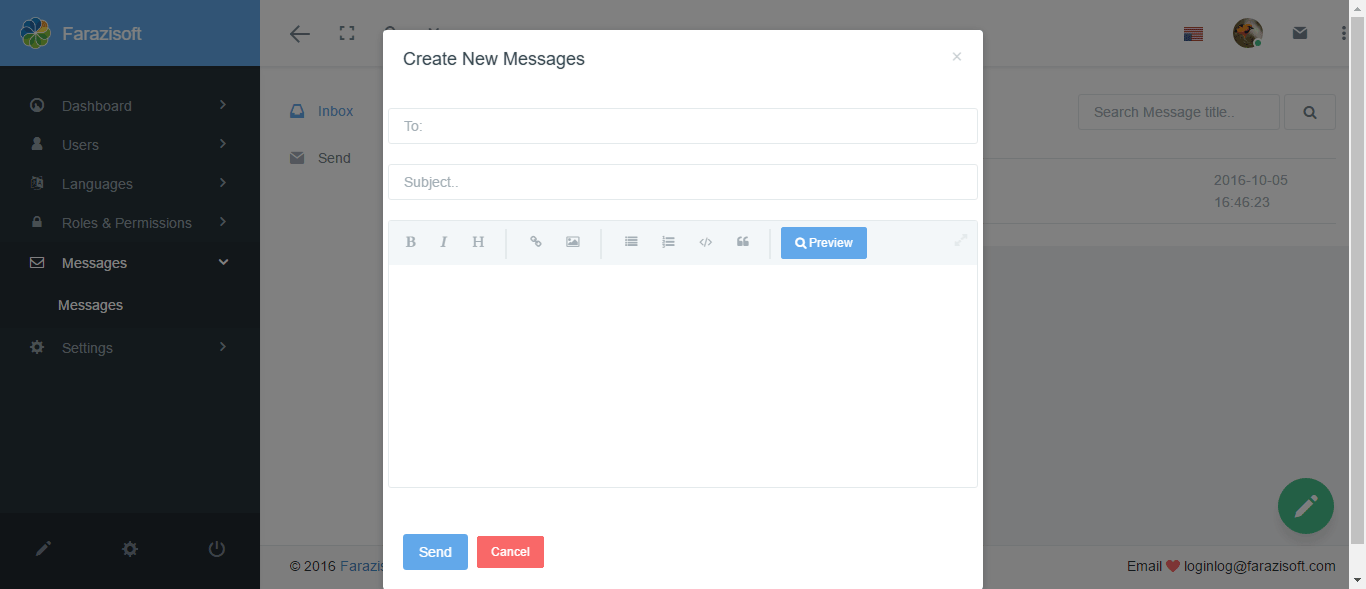 Farazisoft
Dashboard
Users
Languages
Roles & Permissions
Messages
Messages
Settings
Inbox
Send
Search Message title..
2016-10-05
16:46:23
Create New Messages
×
To:
Subject..
B I H
Preview
Send Cancel
© 2016 Farazis
Email loginlog@farazisoft.com